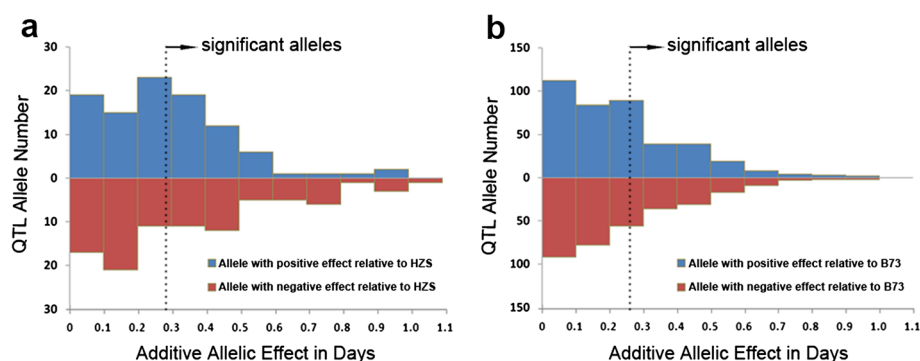 a
significant alleles
30
20
10
0
10
20
30
QTL Allele Number
Allele with positive effect relative to HZS
Allele with negative effect relative to HZS
0 0.1 0.2 0.3 0.4 0.5 0.6 0.7 0.8 0.9 1.0 1.1
Additive Allelic Effect in Days
b
significant alleles
150
100
50
0
50
100
150
QTL Allele Number
Allele with positive effect relative to B73
Allele with negative effect relative to B73
0 0.1 0.2 0.3 0.4 0.5 0.6 0.7 0.8 0.9 1.0 1.1
Additive Allelic Effect in Days